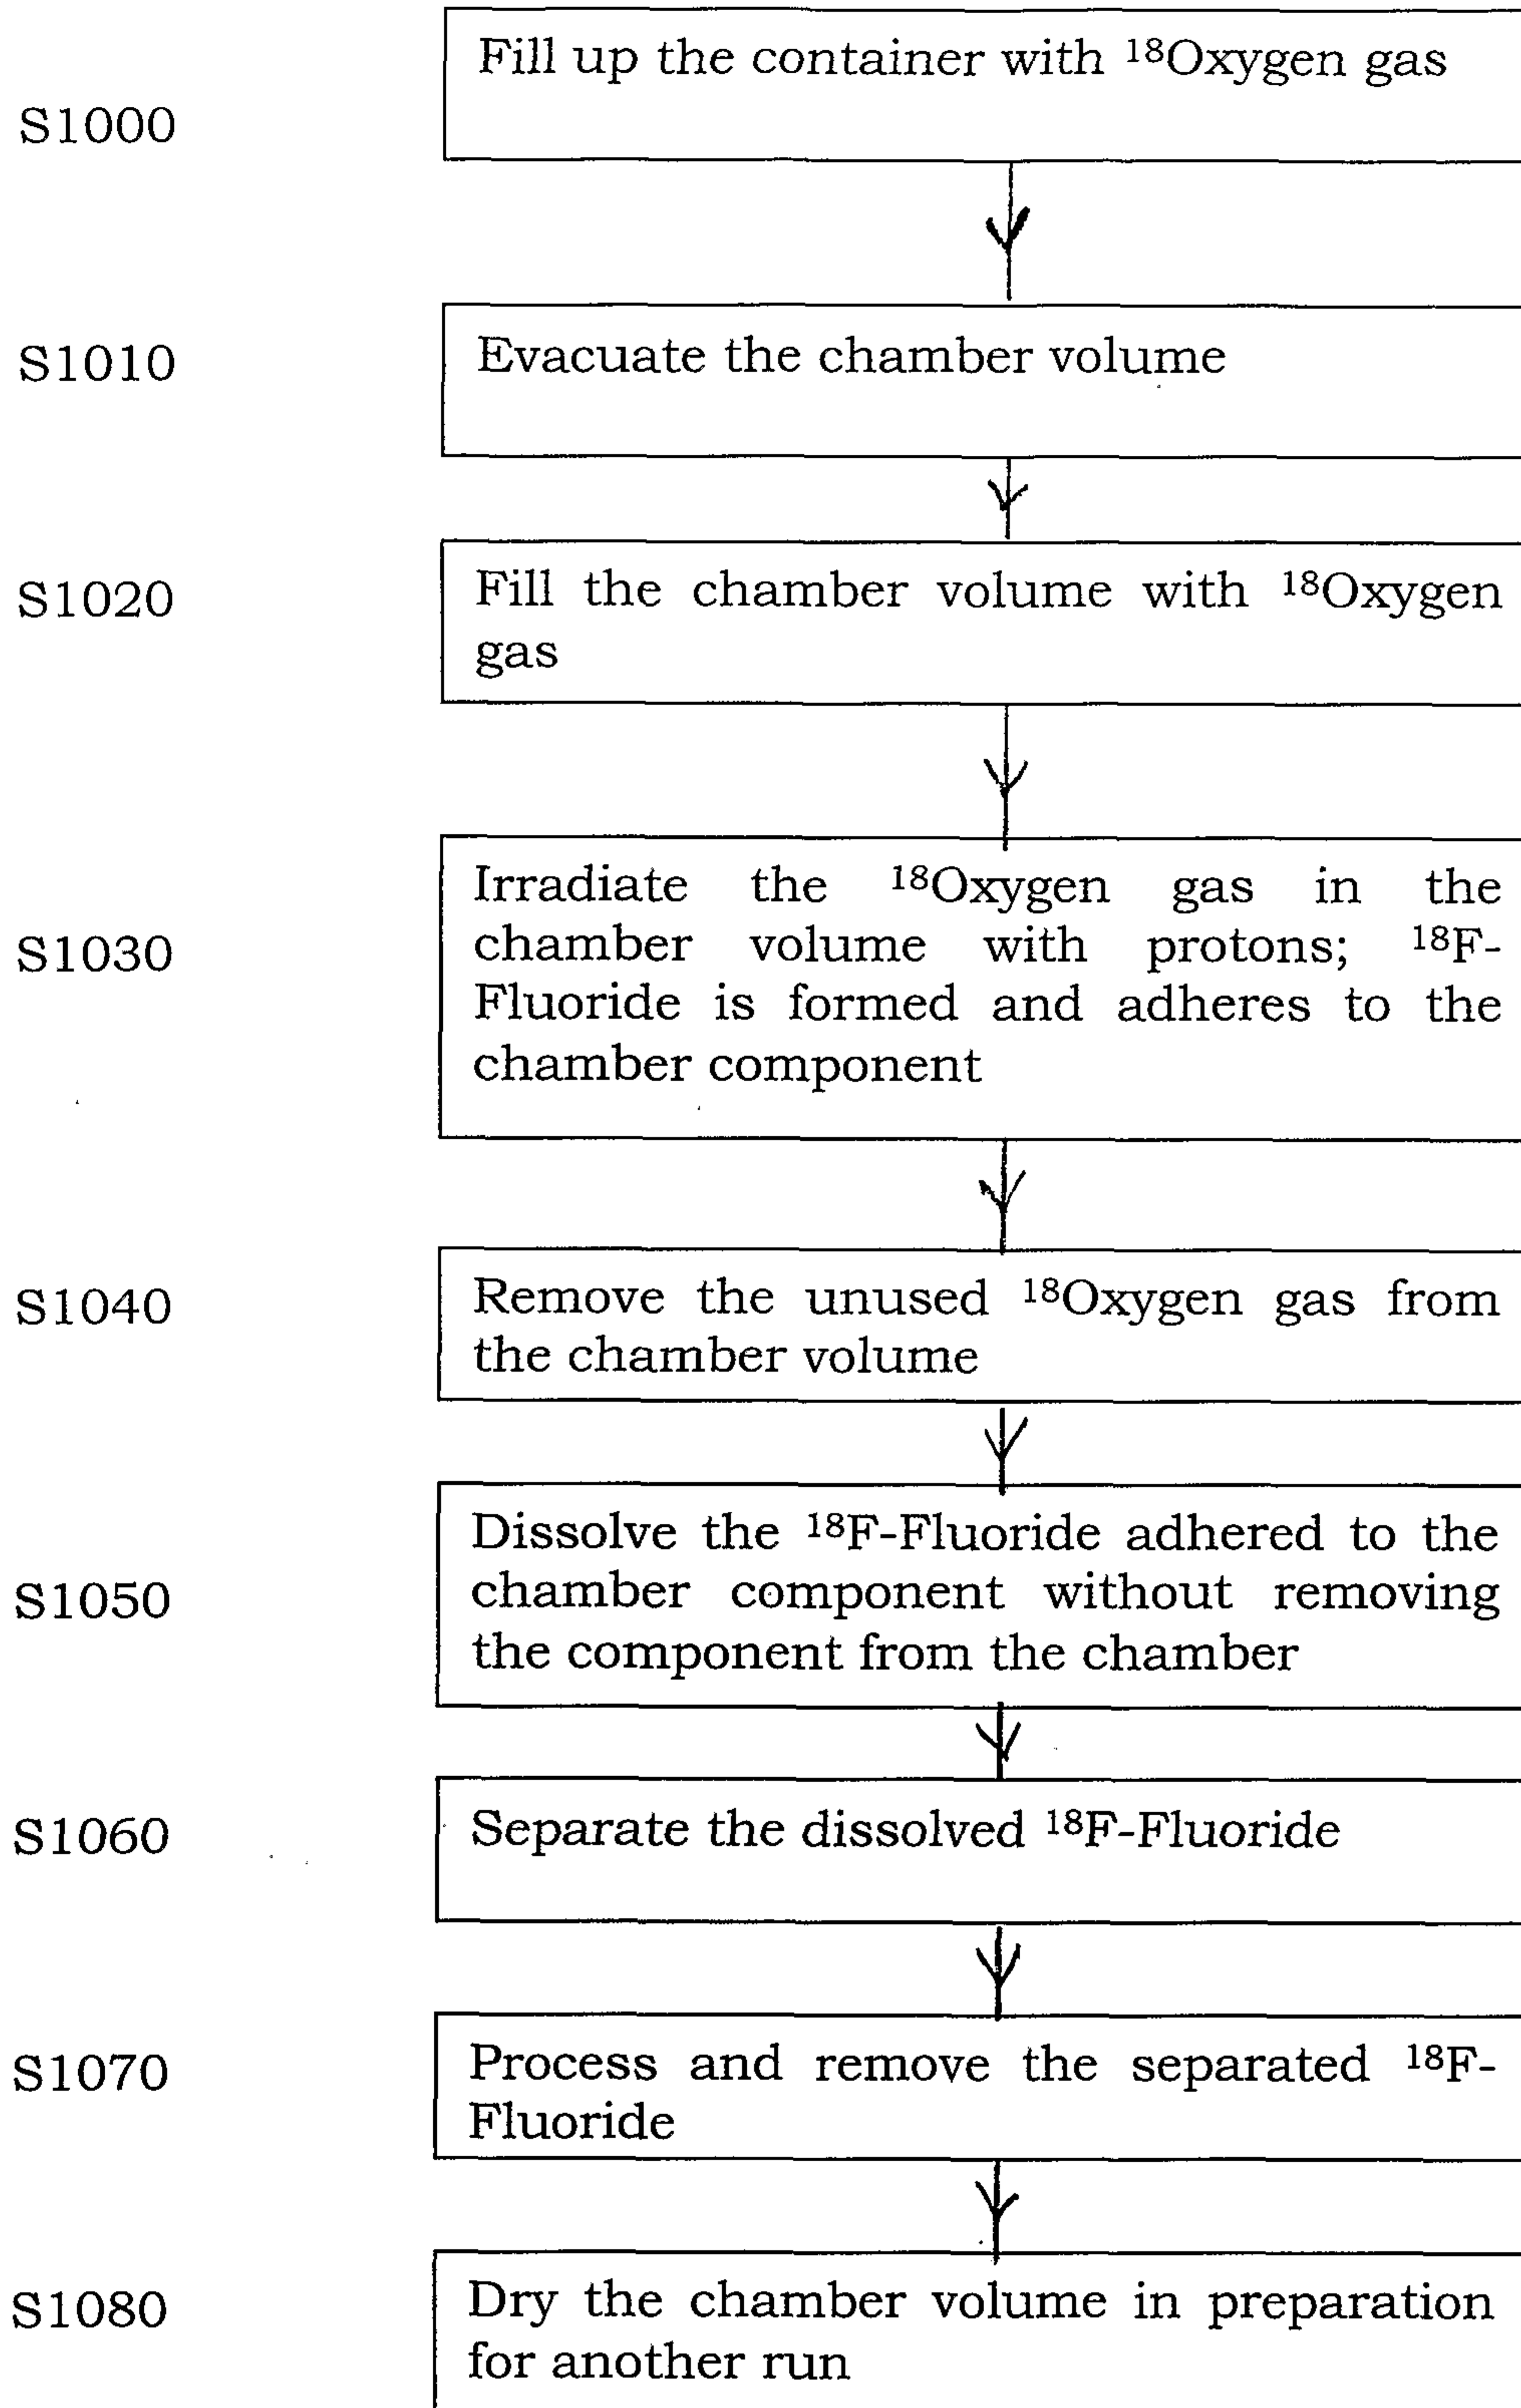 Fill up the container with ¹⁸Oxygen gas
S1000
S1010
Evacuate the chamber volume
S1020
Fill the chamber volume with ¹⁸Oxygen
gas
S1030
Irradiate the ¹⁸Oxygen gas in the
chamber volume with protons; ¹⁸F-
Fluoride is formed and adheres to the
chamber component
S1040
Remove the unused ¹⁸Oxygen gas from
the chamber volume
S1050
Dissolve the ¹⁸F-Fluoride adhered to the
chamber component without removing
the component from the chamber
S1060
Separate the dissolved ¹⁸F-Fluoride
S1070
Process and remove the separated ¹⁸F-
Fluoride
S1080
Dry the chamber volume in preparation
for another run